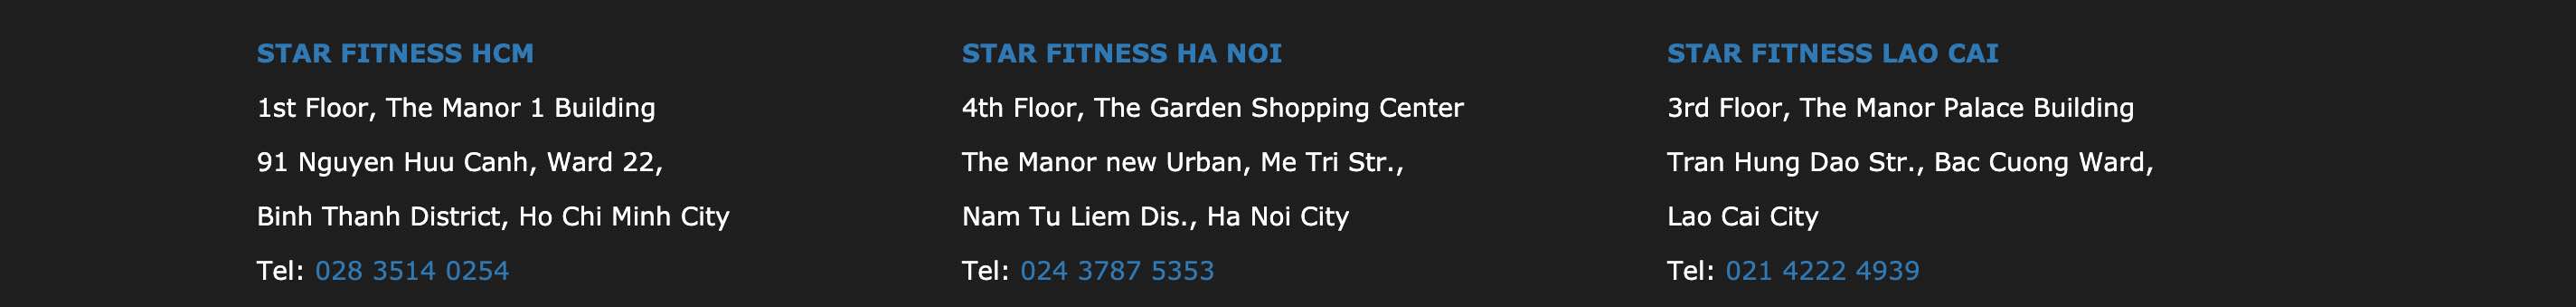 STAR FITNESS HCM
1st Floor, The Manor 1 Building
91 Nguyen Huu Canh, Ward 22,
Binh Thanh District, Ho Chi Minh City
Tel: 028 3514 0254
STAR FITNESS HA NOI
4th Floor, The Garden Shopping Center
The Manor new Urban, Me Tri Str.,
Nam Tu Liem Dis., Ha Noi City
Tel: 024 3787 5353
STAR FITNESS LAO CAI
3rd Floor, The Manor Palace Building
Tran Hung Dao Str., Bac Cuong Ward,
Lao Cai City
Tel: 021 4222 4939